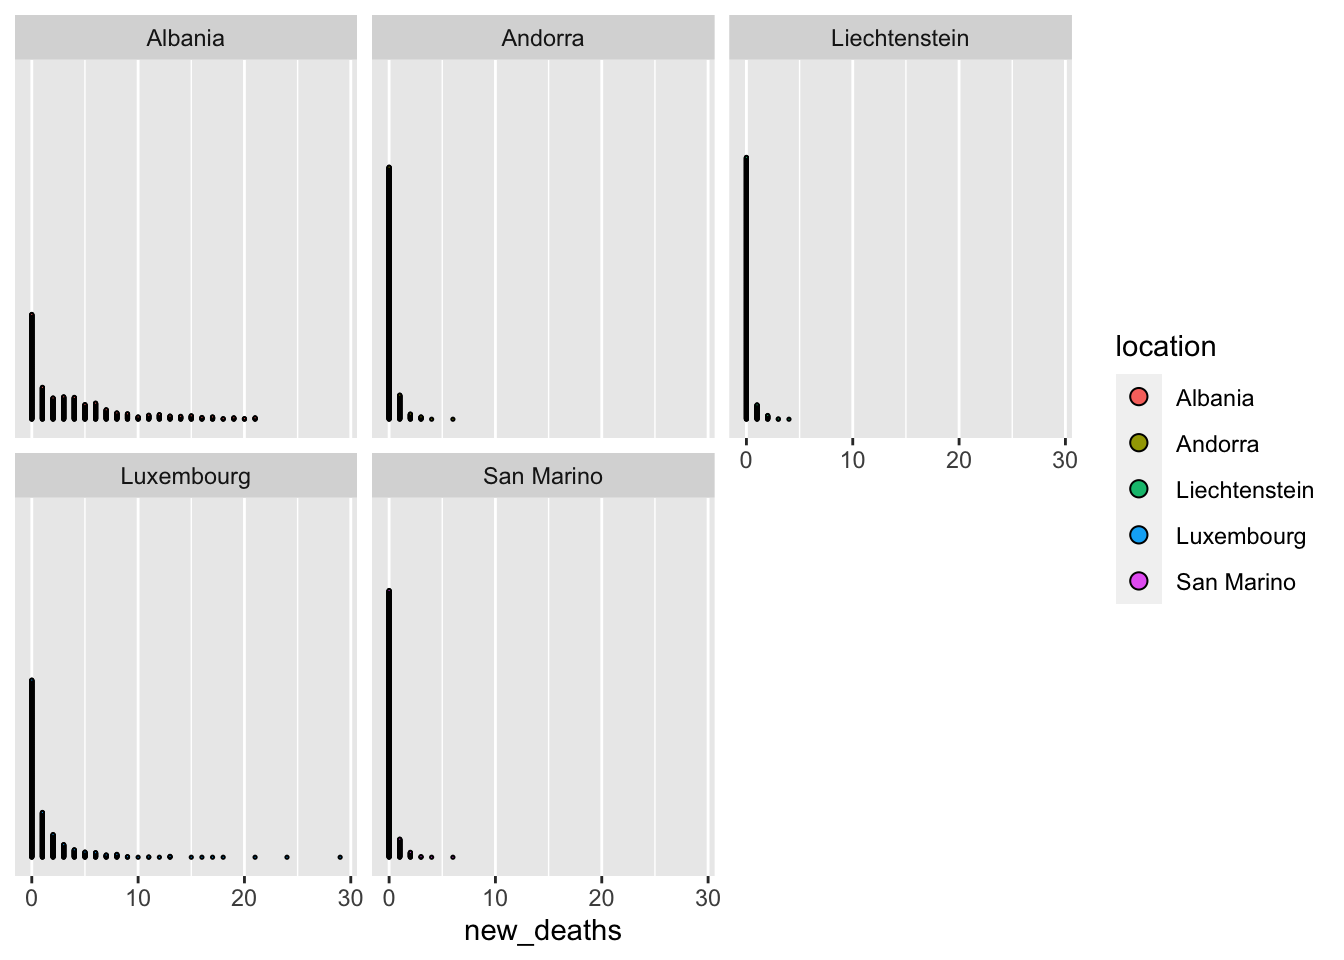 Albania
Andorra
Liechtenstein
0 10 20 30
Luxembourg
San Marino
0 10 20 30
0 10 20 30
new_deaths
location
Albania
Andorra
Liechtenstein
Luxembourg
San Marino